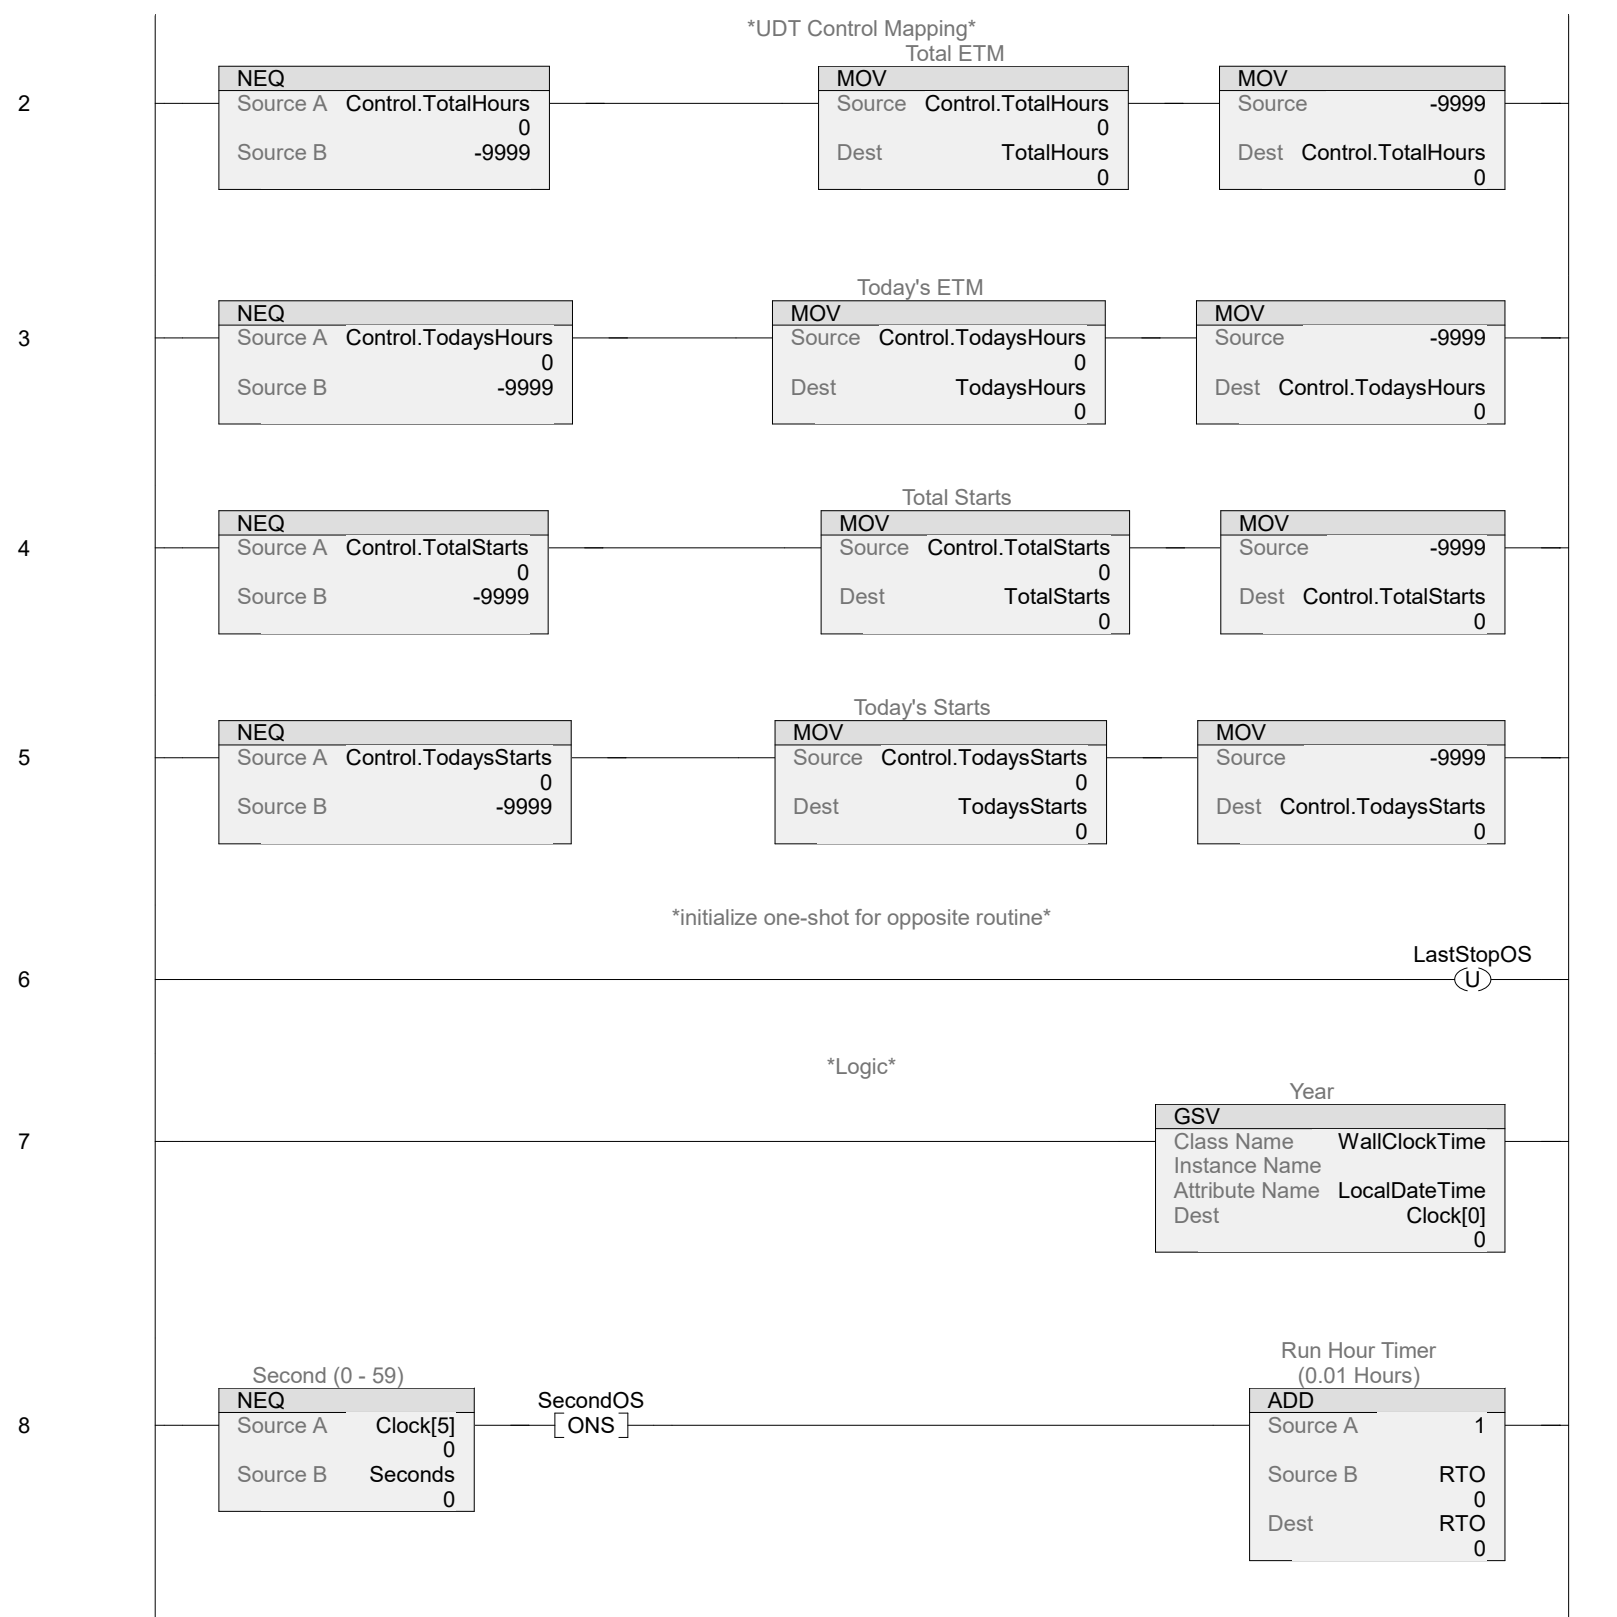 *UDT Control Mapping*
Total ETM
2
NEQ
Source A Control.TotalHours
0
Source B -9999
MOV
Source Control.TotalHours
0
Dest TotalHours
0
MOV
Source -9999
Dest Control.TotalHours
0
Today's ETM
3
NEQ
Source A Control.TodaysHours
0
Source B -9999
MOV
Source Control.TodaysHours
0
Dest TodaysHours
0
MOV
Source -9999
Dest Control.TodaysHours
0
Total Starts
4
NEQ
Source A Control.TotalStarts
0
Source B -9999
MOV
Source Control.TotalStarts
0
Dest TotalStarts
0
MOV
Source -9999
Dest Control.TotalStarts
0
Today's Starts
5
NEQ
Source A Control.TodaysStarts
0
Source B -9999
MOV
Source Control.TodaysStarts
0
Dest TodaysStarts
0
MOV
Source -9999
Dest Control.TodaysStarts
0
*initialize one-shot for opposite routine*
6
LastStopOS
U
*Logic*
7
Year
GSV
Class Name WallClockTime
Instance Name
Attribute Name LocalDateTime
Dest Clock[0]
0
8
Second (0 - 59)
NEQ
Source A Clock[5]
0
Source B Seconds
0
SecondOS
ONS
Run Hour Timer
(0.01 Hours)
ADD
Source A 1
Source B RTO
0
Dest RTO
0